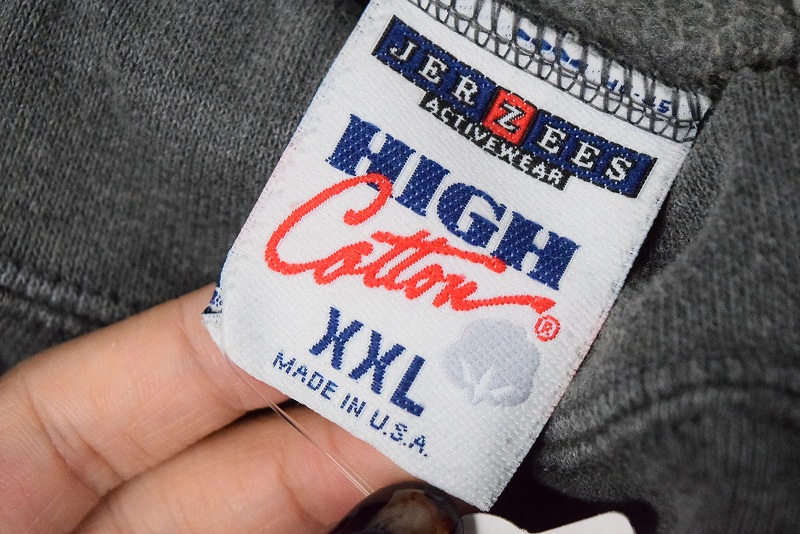 JERZEES
ACTIVEWEAR
HIGH
Cotton®
XXL
MADE IN U.S.A.